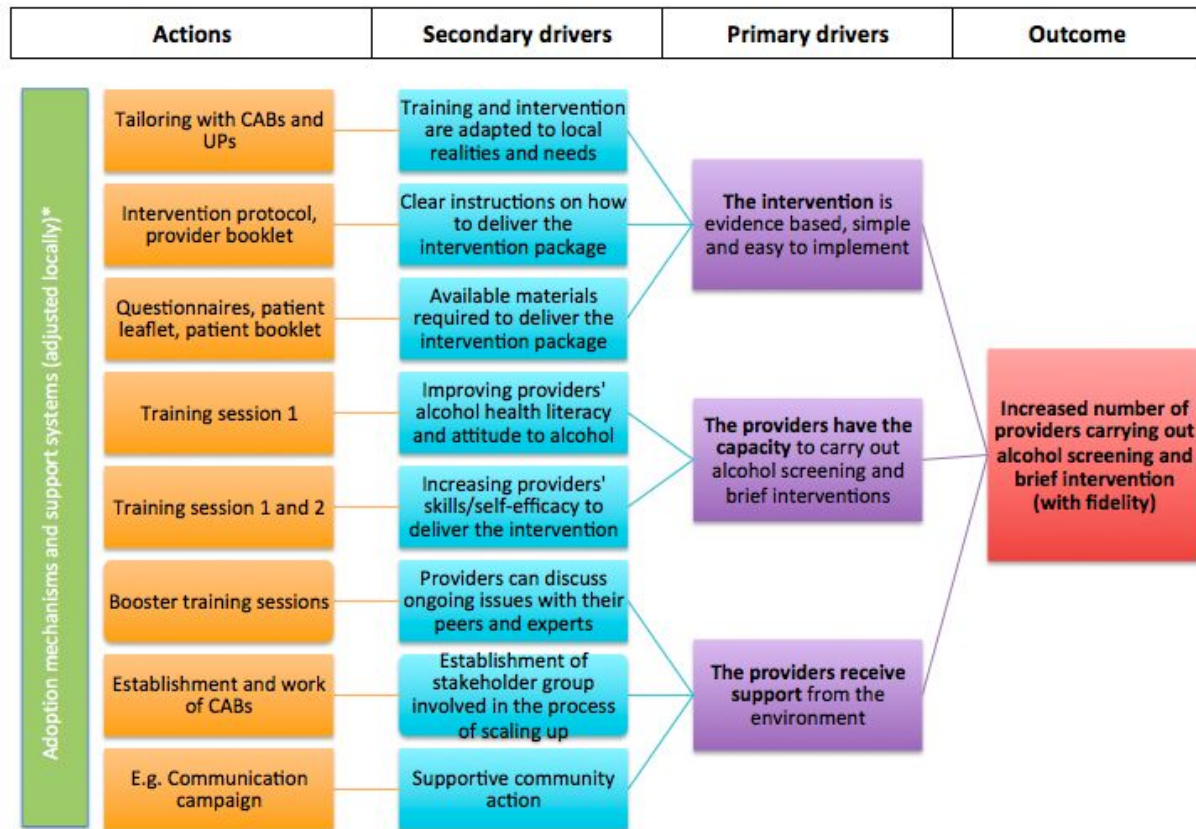 Actions
Secondary drivers
Primary drivers
Outcome
Adoption mechanisms and support systems (adjusted locally)*
Tailoring with CABs and
UPs
Training and intervention
are adapted to local
realities and needs
Intervention protocol,
provider booklet
Clear instructions on how
to deliver the
intervention package
Questionnaires, patient
leaflet, patient booklet
Available materials
required to deliver the
intervention package
The intervention is
evidence based, simple
and easy to implement
Training session 1
Improving providers'
alcohol health literacy
and attitude to alcohol
Training session 1 and 2
Increasing providers'
skills/self-efficacy to
deliver the intervention
The providers have the
capacity to carry out
alcohol screening and
brief interventions
Booster training sessions
Providers can discuss
ongoing issues with their
peers and experts
Establishment and work
of CABs
Establishment of
stakeholder group
involved in the process
of scaling up
E.g. Communication
campaign
Supportive community
action
The providers receive
support from the
environment
Increased number of
providers carrying out
alcohol screening and
brief intervention
(with fidelity)